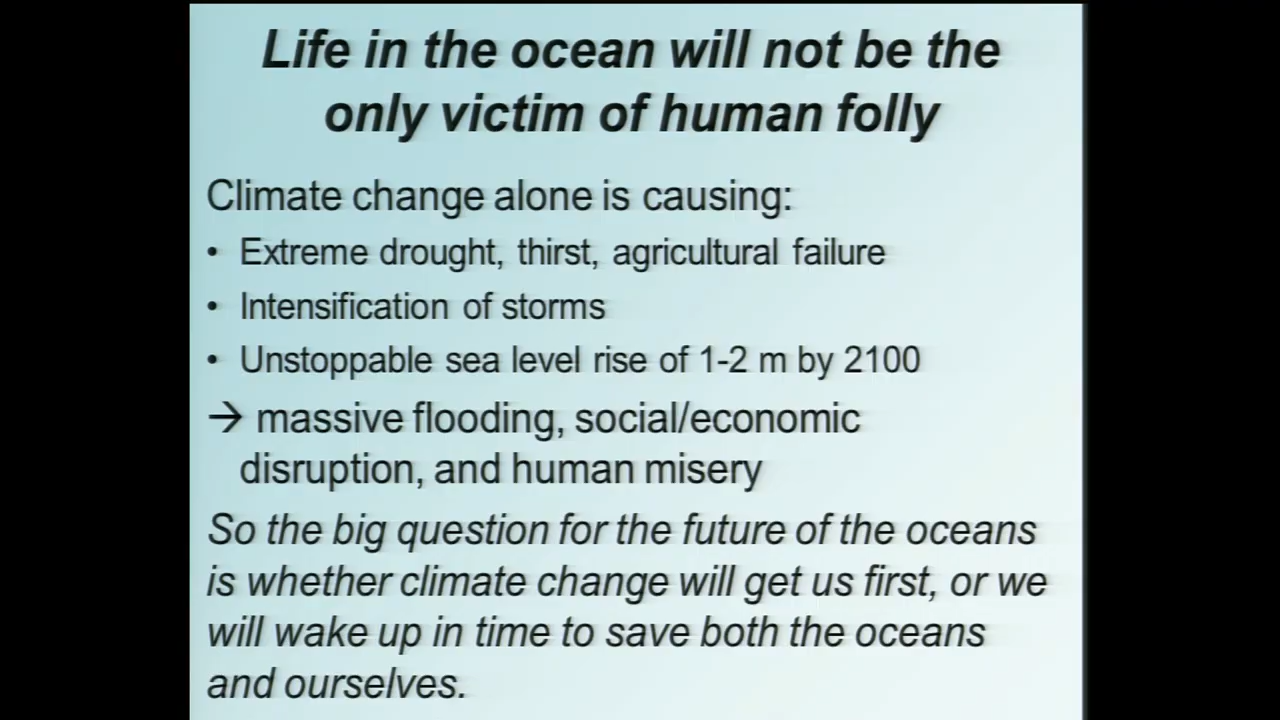 Life in the ocean will not be the
only victim of human folly
Climate change alone is causing:
• Extreme drought, thirst, agricultural failure
• Intensification of storms
• Unstoppable sea level rise of 1-2 m by 2100
→ massive flooding, social/economic
disruption, and human misery
So the big question for the future of the oceans
is whether climate change will get us first, or we
will wake up in time to save both the oceans
and ourselves.